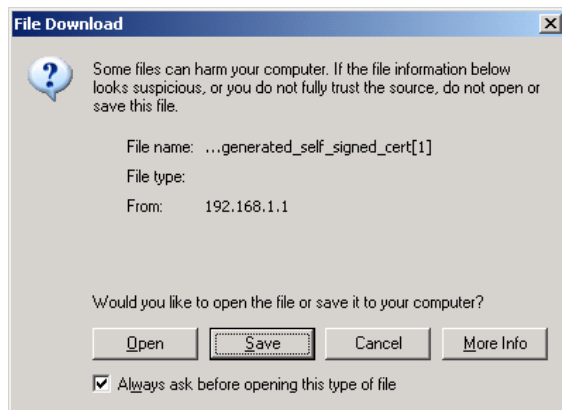 File Download
Some files can harm your computer. If the file information below
looks suspicious, or you do not fully trust the source, do not open or
save this file.
File name: ...generated_self_signed_cert[1]
File type:
From: 192.168.1.1
Would you like to open the file or save it to your computer?
Open Save Cancel More Info
Always ask before opening this type of file